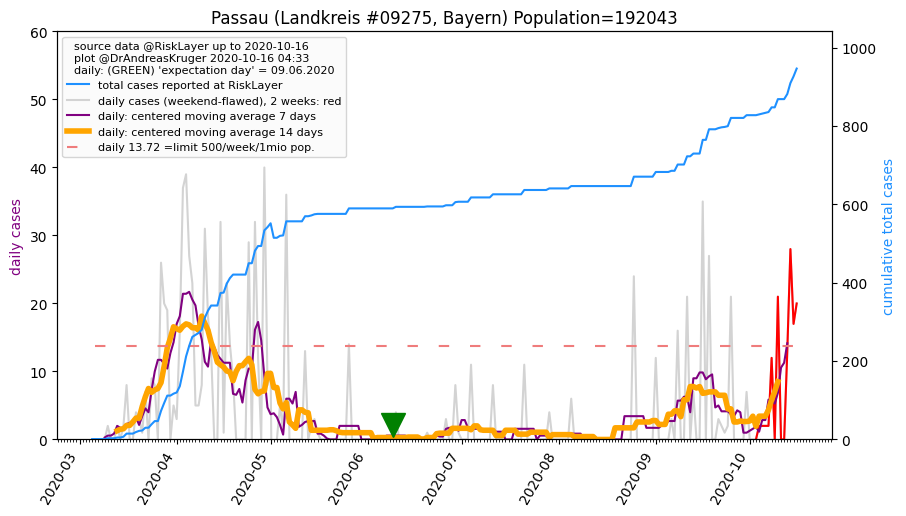 Passau (Landkreis #09275, Bayern) Population=192043
source data @RiskLayer up to 2020-10-16
plot @DrAndreasKruger 2020-10-16 04:33
daily: (GREEN) 'expectation day' = 09.06.2020
total cases reported at RiskLayer
daily cases (weekend-flawed), 2 weeks: red
daily: centered moving average 7 days
daily: centered moving average 14 days
daily 13.72 =limit 500/week/1mio pop.
daily cases
60
50
40
30
20
10
0
cumulative total cases
1000
800
600
400
200
0
2020-03
2020-04
2020-05
2020-06
2020-07
2020-08
2020-09
2020-10